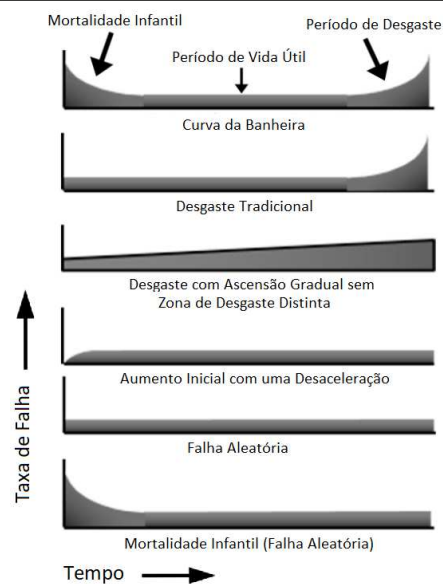 Mortalidade Infantil
Período de Desgaste
Período de Vida Útil
Curva da Banheira
Desgaste Tradicional
Desgaste com Ascensão Gradual sem
Zona de Desgaste Distinta
Aumento Inicial com uma Desaceleração
Falha Aleatória
Mortalidade Infantil (Falha Aleatória)
Taxa de Falha
Tempo